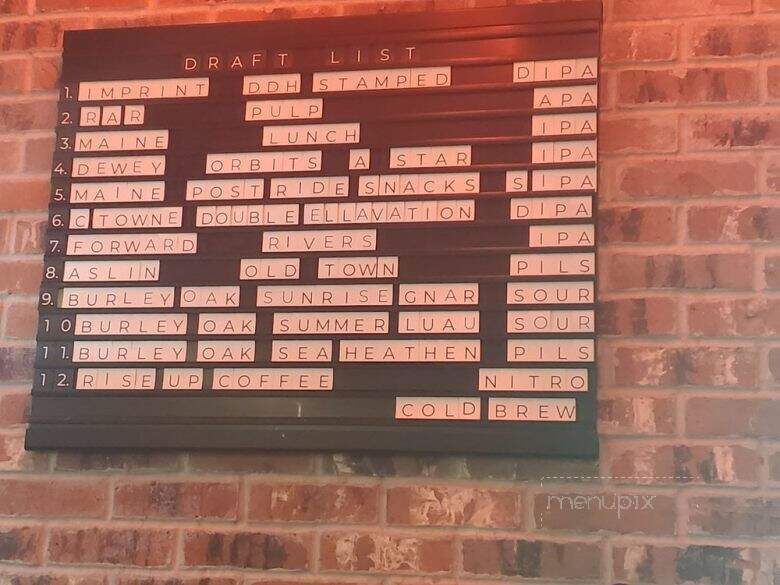 DRAFT LIST
1. IMPRINT DDH STAMPED DIPA
2. RAR PULP APA
3. MAINE LUNCH IPA
4. DEWEY ORBITS A STAR IPA
5. MAINE POST RIDE SNACKS SIPA
6. C TOWNE DOUBLE ELLAVATION DIPA
7. FORWARD RIVERS IPA
8. ASLIN OLD TOWN PILS
9. BURLEY OAK SUNRISE GNAR SOUR
10 BURLEY OAK SUMMER LUAU SOUR
11. BURLEY OAK SEA HEATHEN PILS
12. RISE UP COFFEE NITRO
COLD BREW
menupix